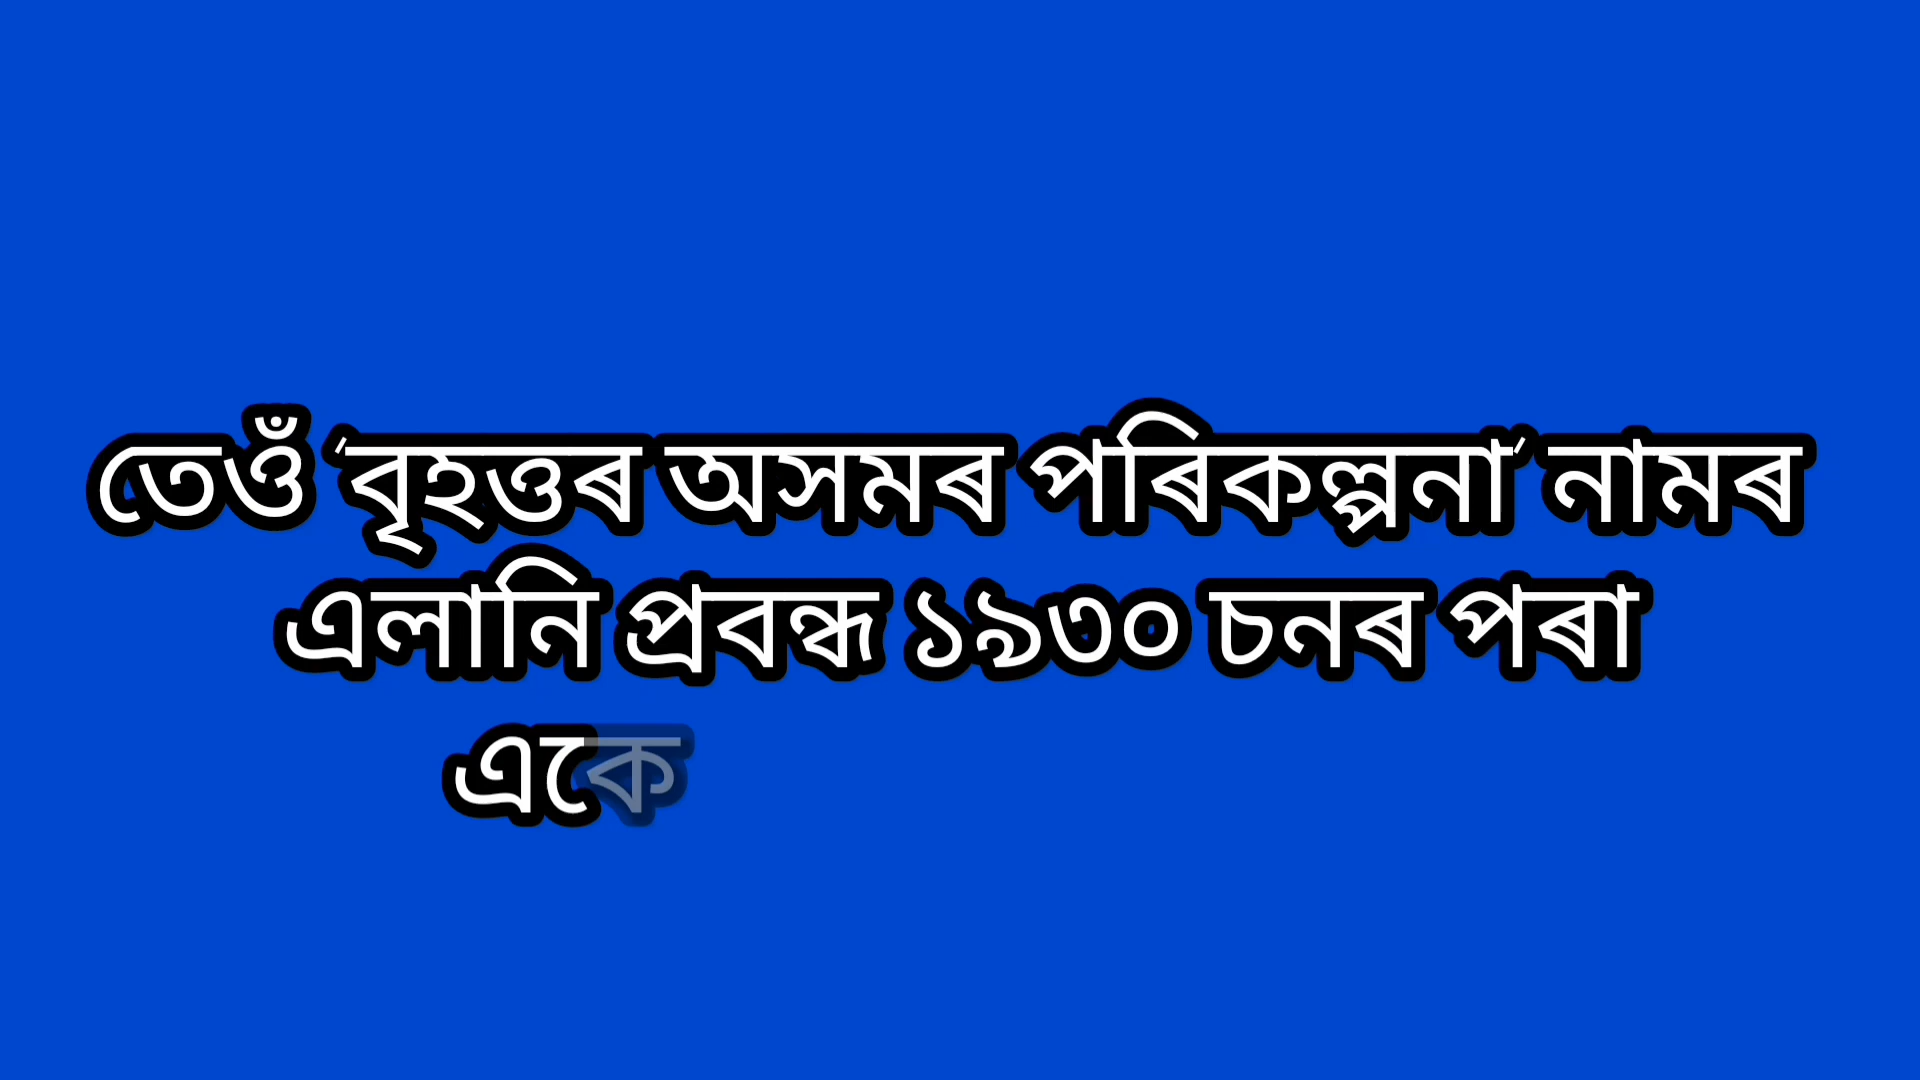 তেওঁ 'বৃহত্তৰ অসমৰ পৰিকল্পনা' নামৰ
এলানি প্ৰবন্ধ ১৯৩০ চনৰ পৰা
একে